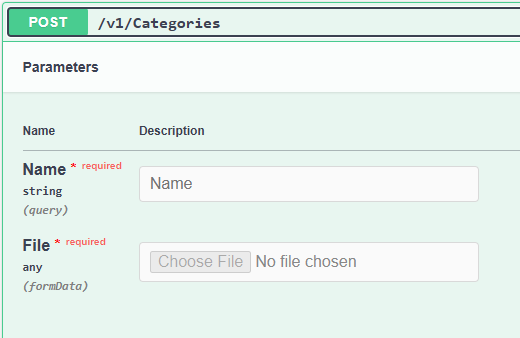 POST /v1/Categories
Parameters
Name Description
Name * required
string
(query)
Name
File * required
any
(formData)
Choose File No file chosen